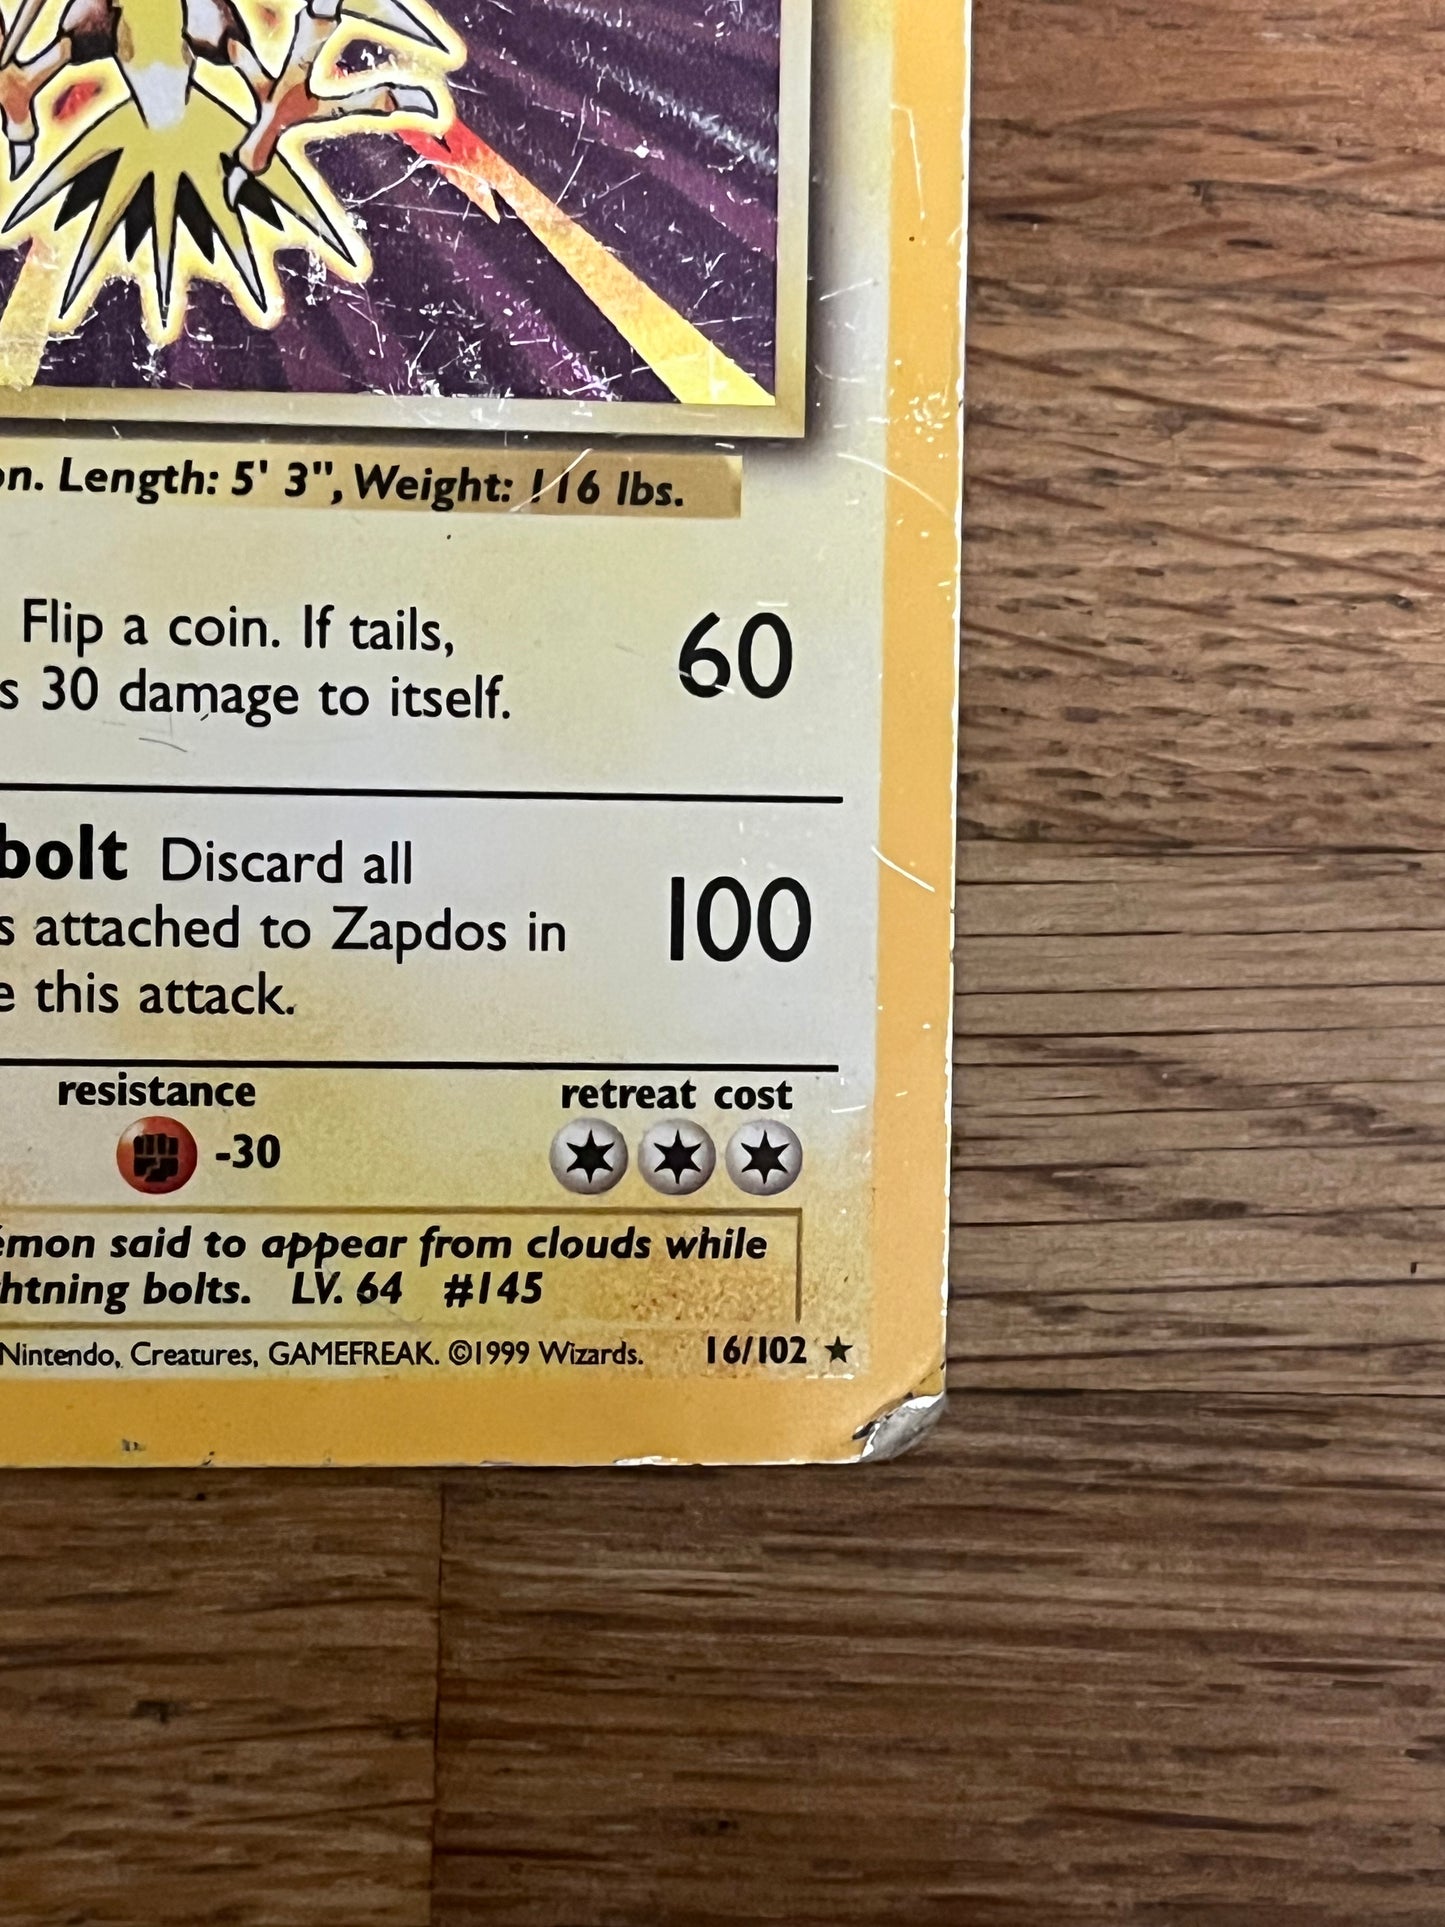 on. Length: 5' 3", Weight: 116 lbs.
Flip a coin. If tails,
s 30 damage to itself.
60
bolt Discard all
s attached to Zapdos in
e this attack.
100
resistance
-30
retreat cost
émon said to appear from clouds while
htning bolts. LV. 64 #145
Nintendo, Creatures, GAMEFREAK. ©1999 Wizards. 16/102 ★